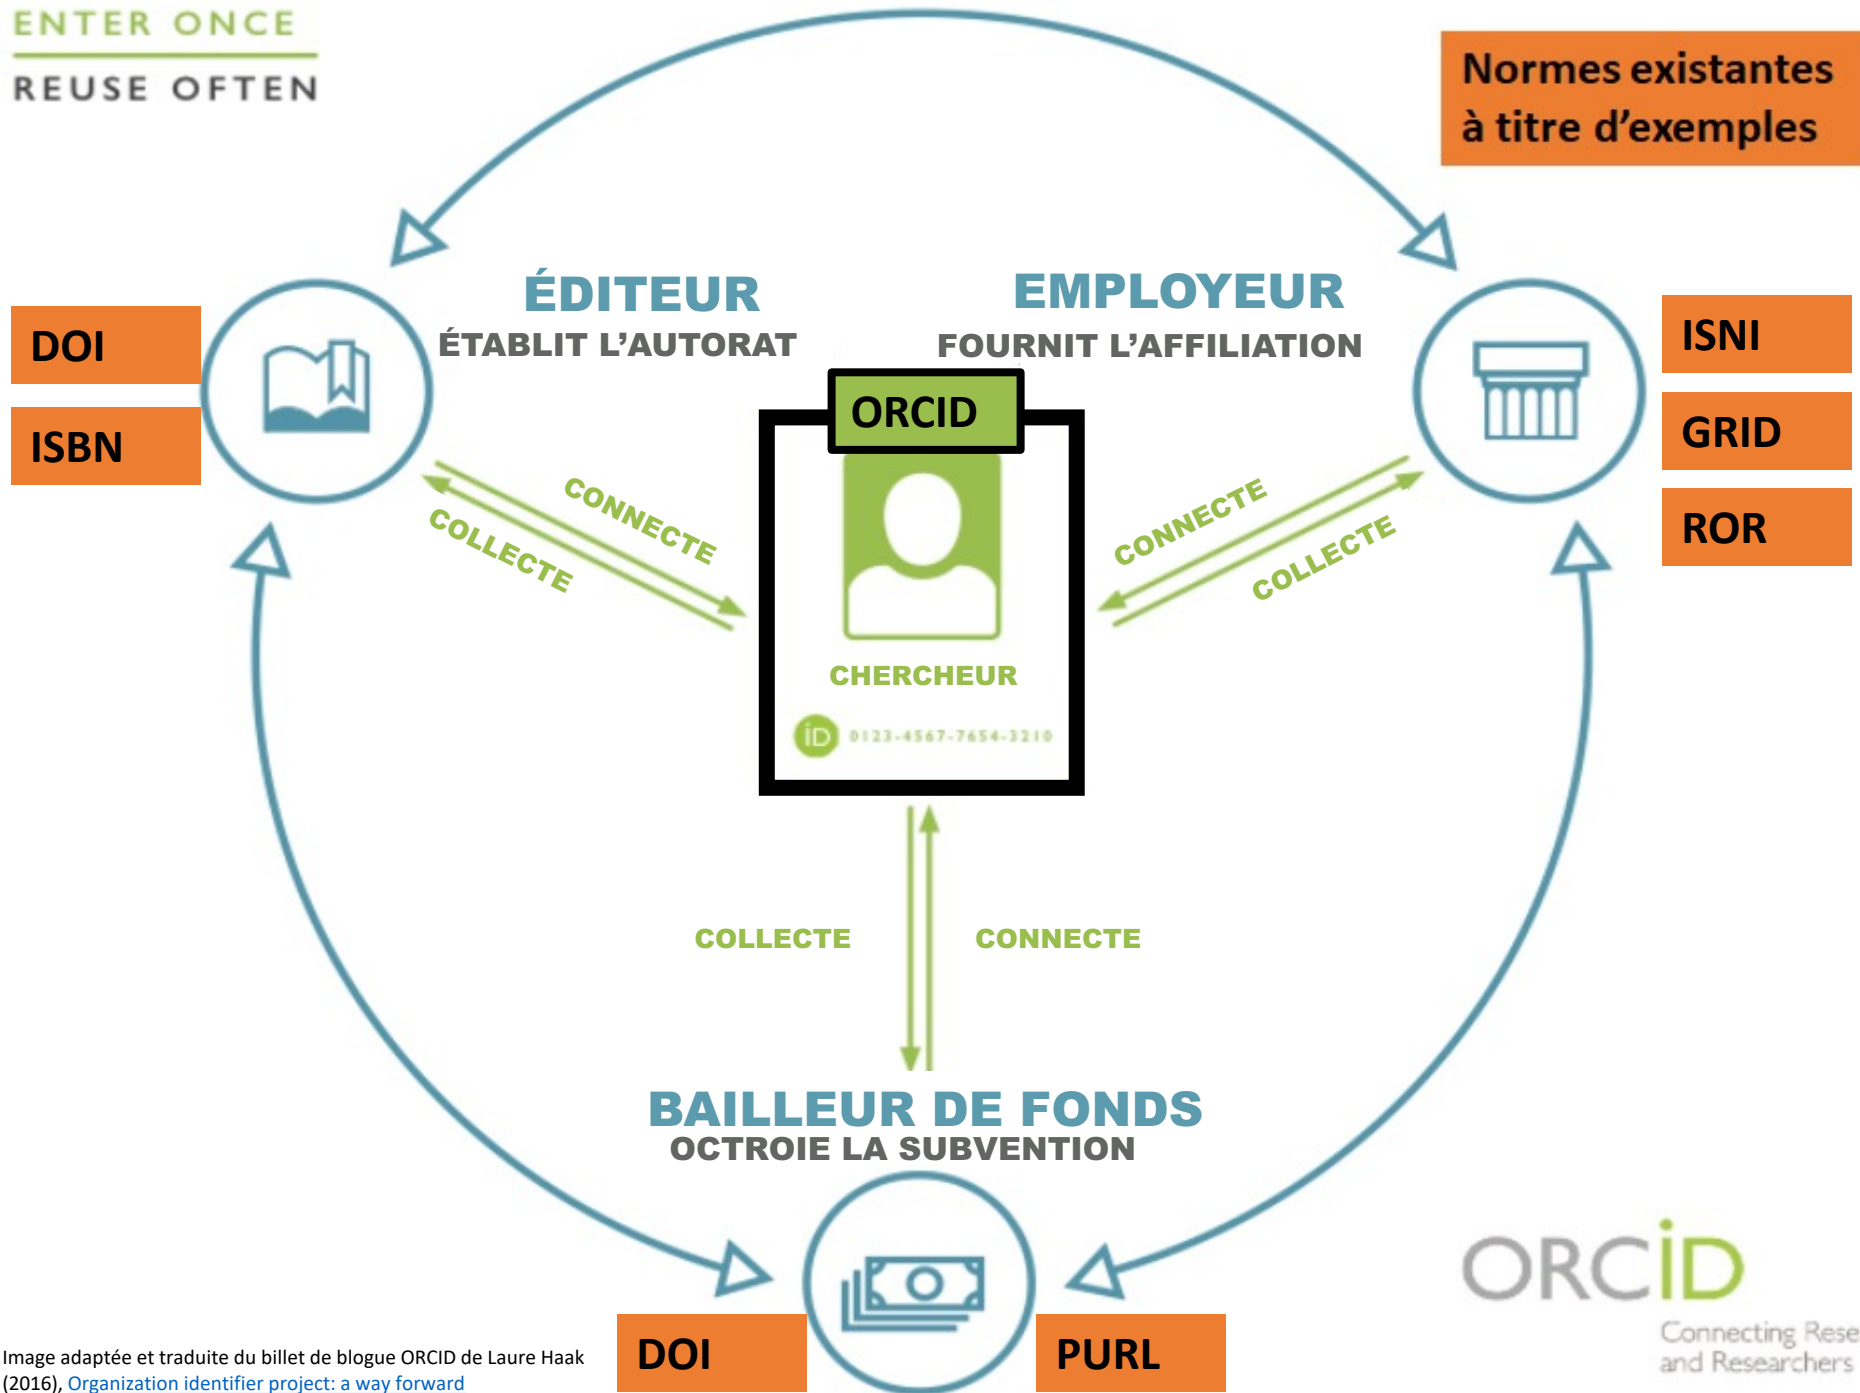 ENTER ONCE
REUSE OFTEN
Normes existantes
à titre d'exemples
ÉDITEUR
ÉTABLIT L'AUTORAT
EMPLOYEUR
FOURNIT L'AFFILIATION
DOI
ISBN
ISNI
GRID
ROR
ORCID
CONNECTE
COLLECTE
CONNECTE
COLLECTE
CHERCHEUR
iD 0123-4567-7654-3210
COLLECTE
CONNECTE
BAILLEUR DE FONDS
OCTROIE LA SUBVENTION
DOI
PURL
ORCiD
Connecting Rese
and Researchers
Image adaptée et traduite du billet de blogue ORCID de Laure Haak
(2016), Organization identifier project: a way forward